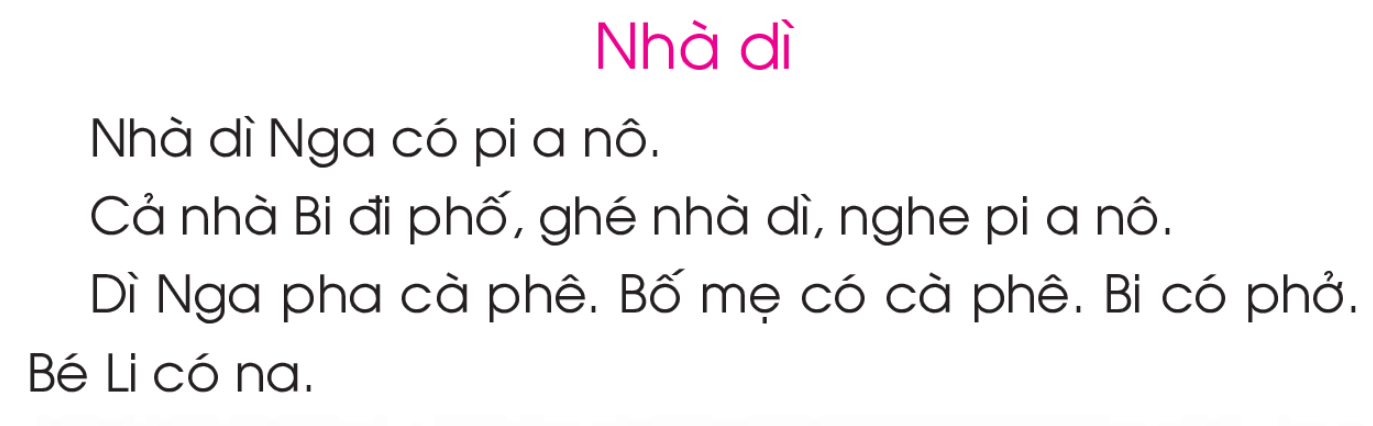 Nhà dì
Nhà dì Nga có pi a nô.
Cả nhà Bi đi phố, ghé nhà dì, nghe pi a nô.
Dì Nga pha cà phê. Bố mẹ có cà phê. Bi có phở.
Bé Li có na.